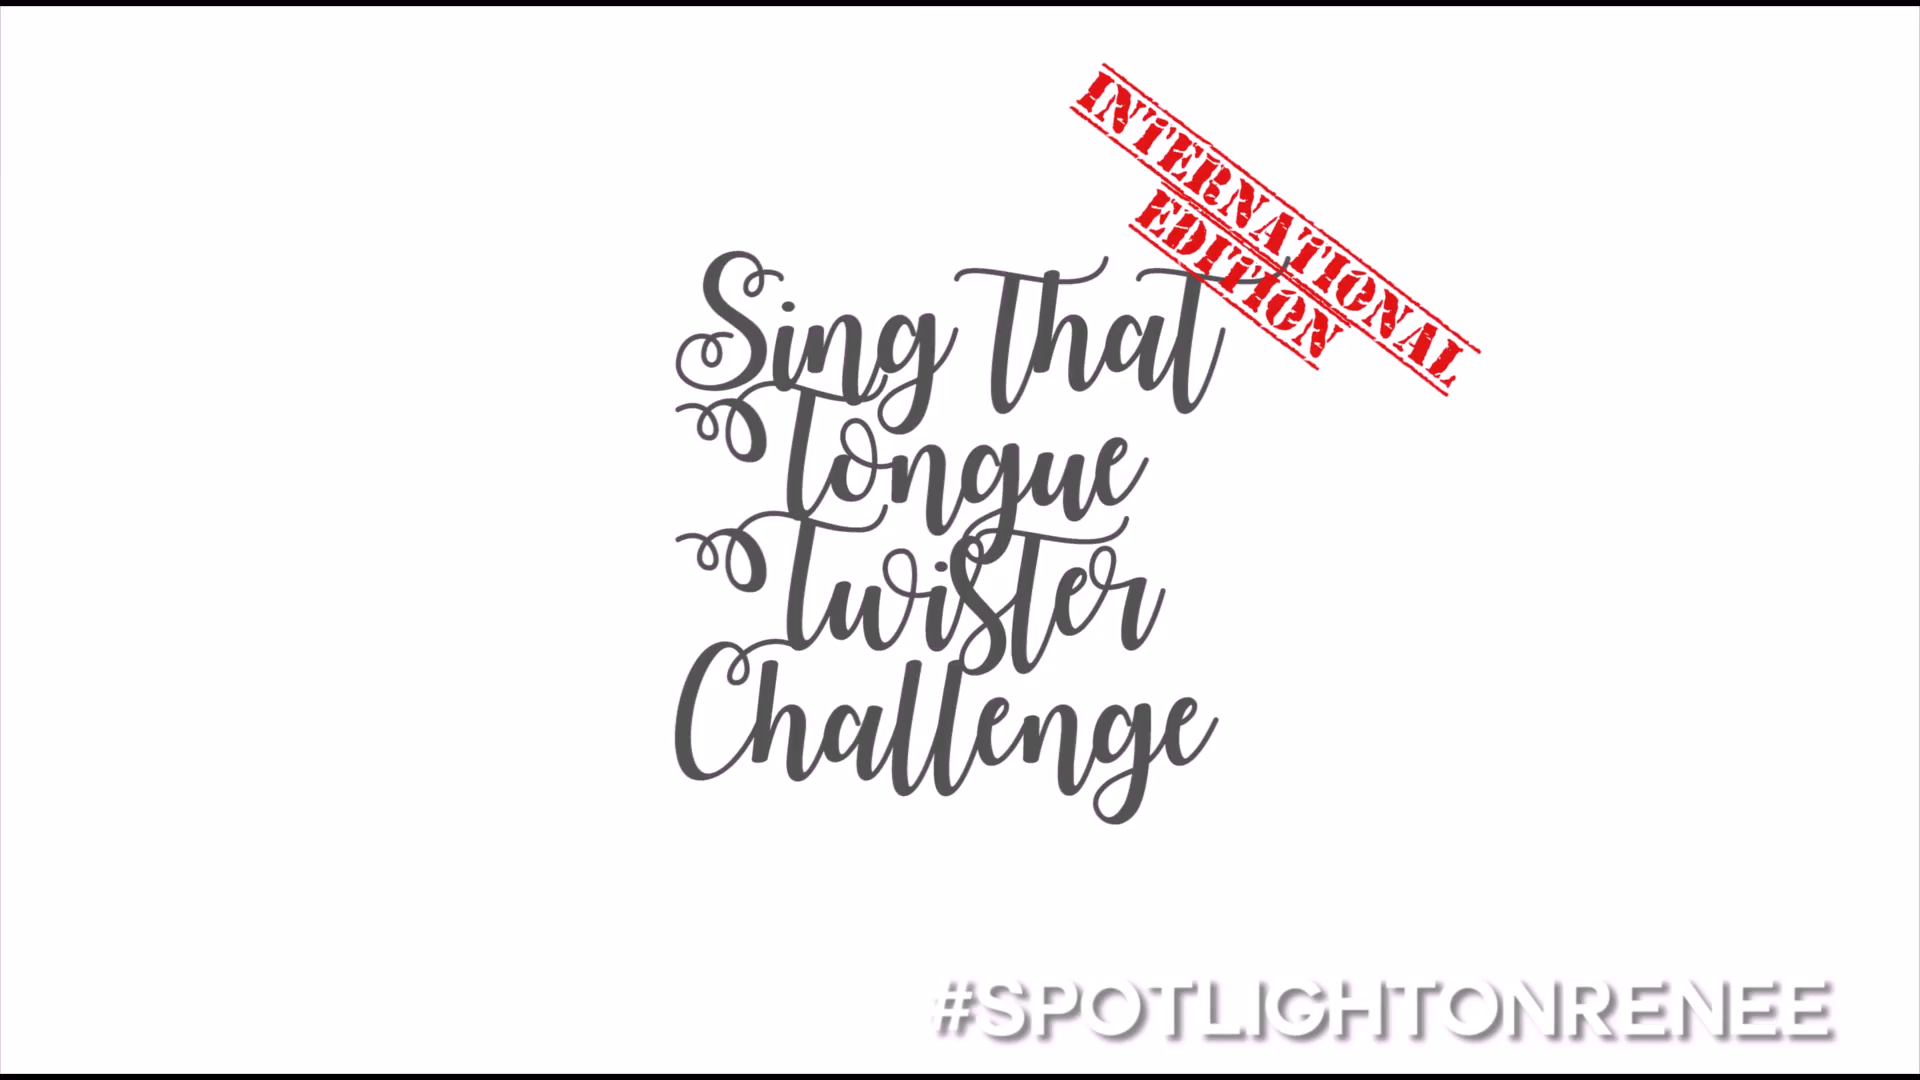 INTERNATIONAL
EDITION
Sing That
Tongue
Twister
Challenge
#SPOTLIGHTONRENEE